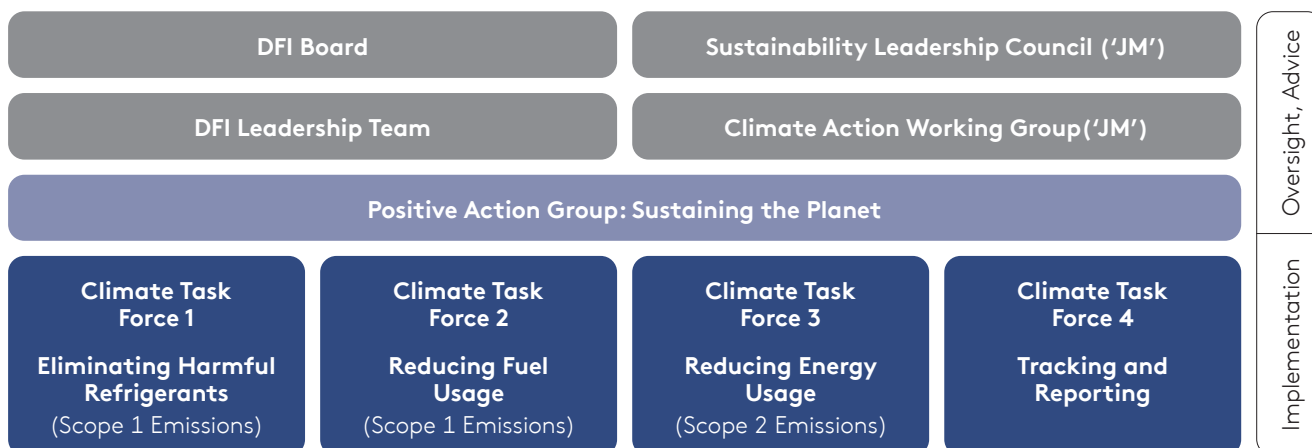 DFI Board
Sustainability Leadership Council (‘JM’)
DFI Leadership Team
Climate Action Working Group(‘JM’)
Positive Action Group: Sustaining the Planet
Climate Task
Force 1
Eliminating Harmful
Refrigerants
(Scope 1 Emissions)
Climate Task
Force 2
Reducing Fuel
Usage
(Scope 1 Emissions)
Climate Task
Force 3
Reducing Energy
Usage
(Scope 2 Emissions)
Climate Task
Force 4
Tracking and
Reporting
Oversight, Advice
Implementation